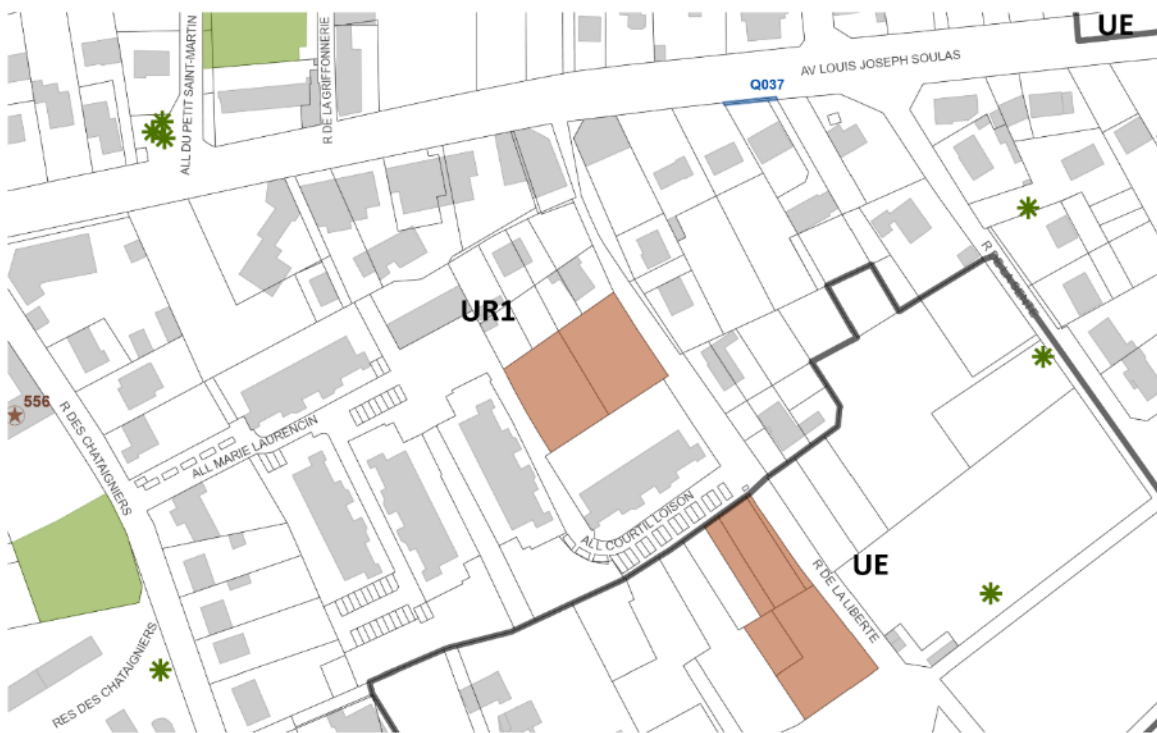 UE
AV LOUIS JOSEPH SOULAS
Q037
ALL DU PETIT SAINT-MARTIN
R DE LA GRIFFONNERIE
UR1
556
R DES CHATAIGNIERS
ALL MARIE LAURENCIN
ALL COURTIL LOISON
UE
R DE LA LIBERTE
RES DES CHATAIGNIERS